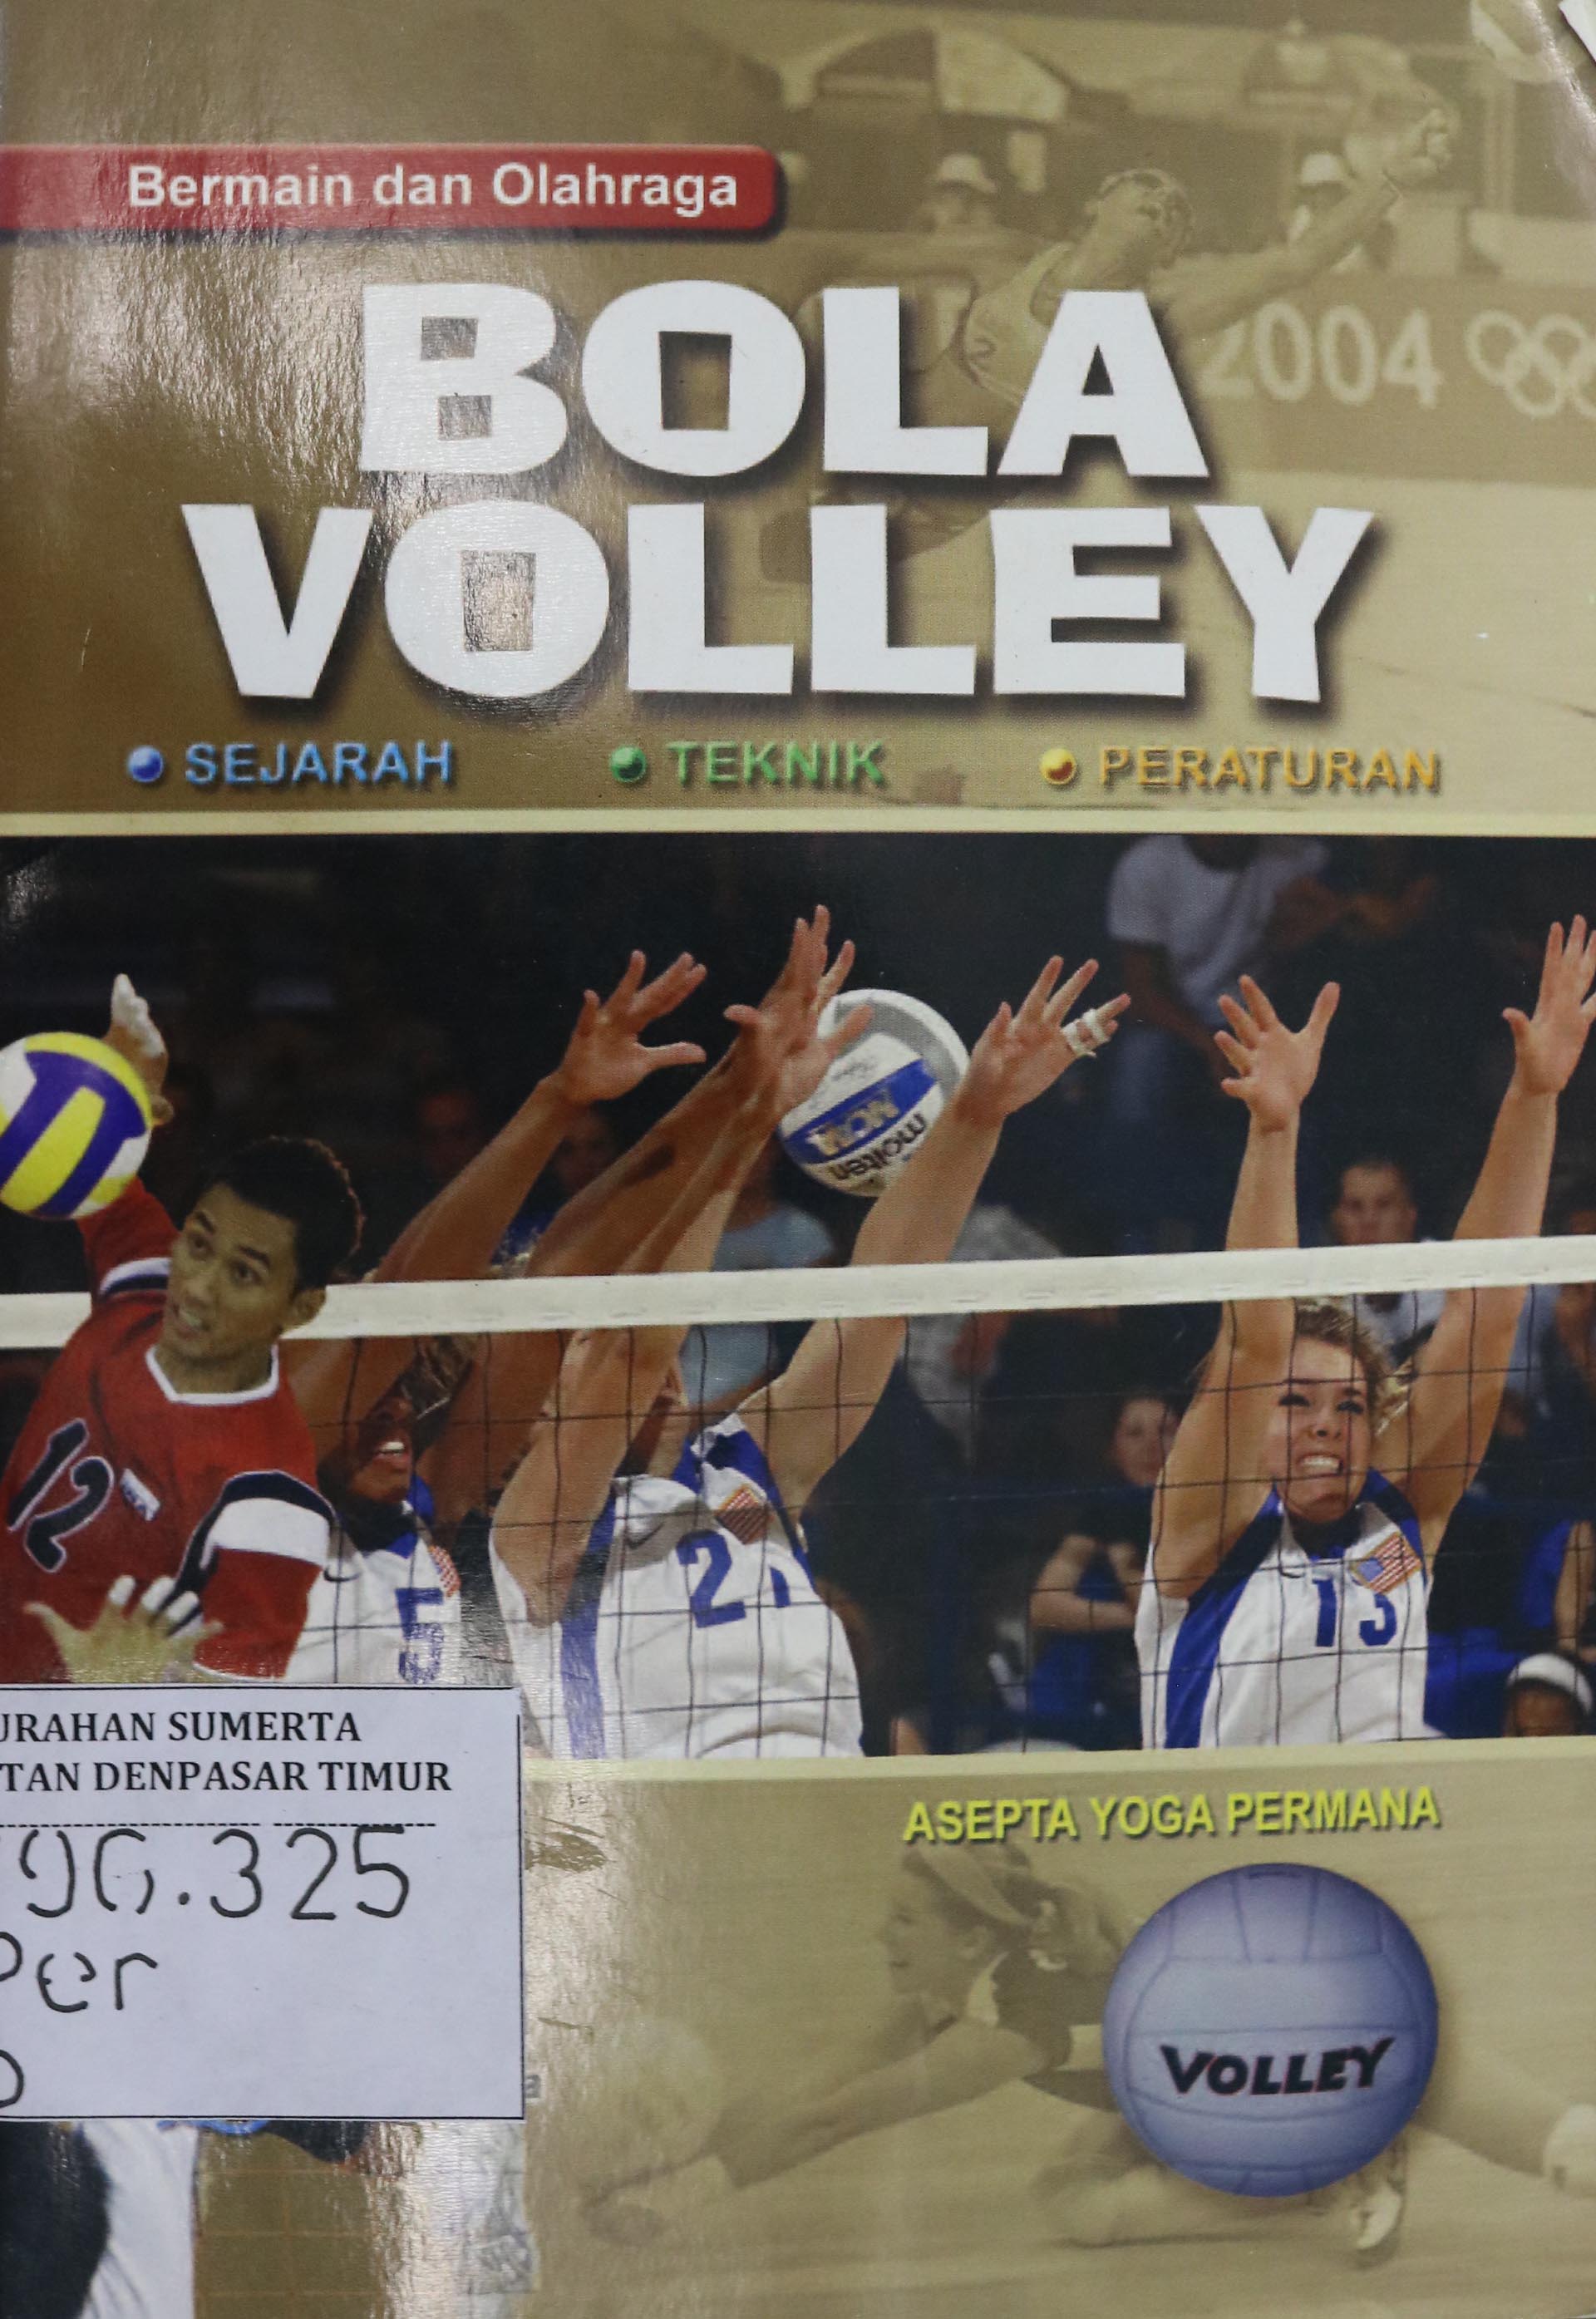 Bermain dan Olahraga
2004
BOLA
VOLLEY
SEJARAH
TEKNIK
PERATURAN
molten
12
5
2
13
URAHAN SUMERTA
TAN DENPASAR TIMUR
96.325
Per
ASEPTA YOGA PERMANA
VOLLEY